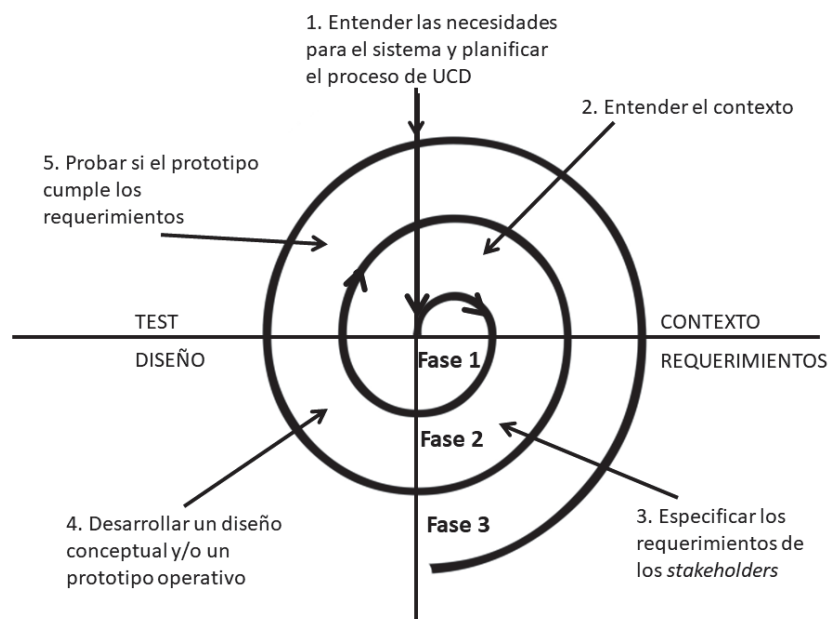 1. Entender las necesidades
para el sistema y planificar
el proceso de UCD
2. Entender el contexto
5. Probar si el prototipo
cumple los
requerimientos
TEST
CONTEXTO
DISEÑO
REQUERIMIENTOS
Fase 1
Fase 2
Fase 3
4. Desarrollar un diseño
conceptual y/o un
prototipo operativo
3. Especificar los
requerimientos de
los stakeholders